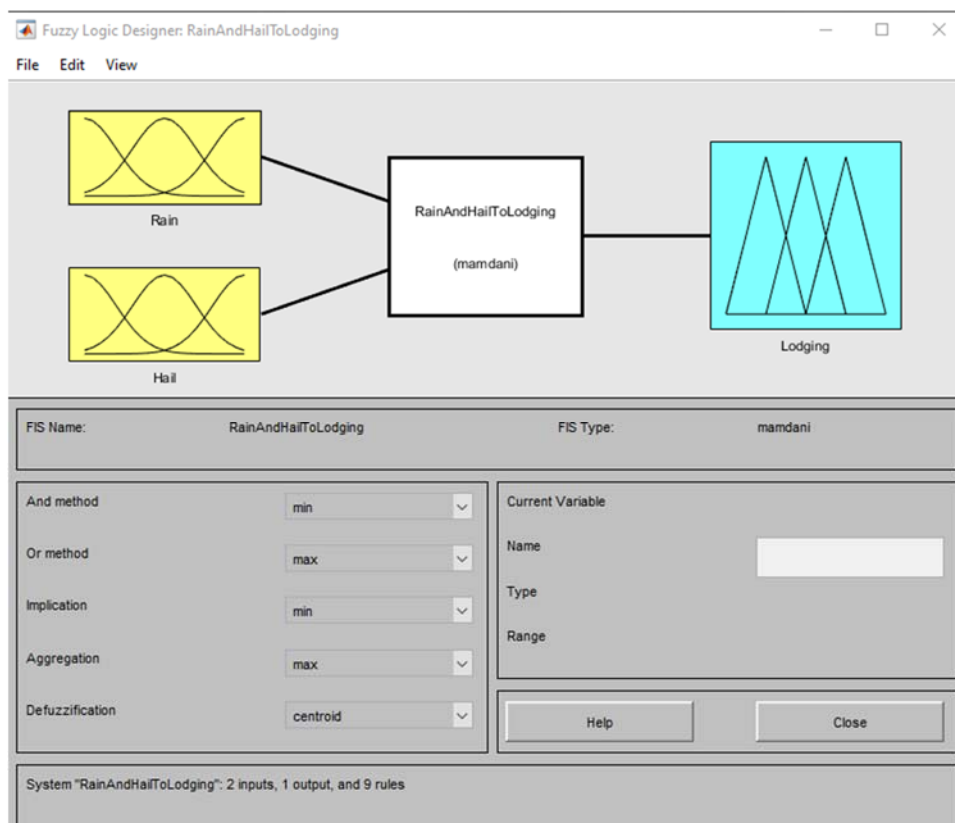 Fuzzy Logic Designer: RainAndHailToLodging
File Edit View
Rain
Hail
RainAndHailToLodging
(mamdani)
Lodging
FIS Name: RainAndHailToLodging FIS Type: mamdani
And method min
Or method max
Implication min
Aggregation max
Defuzzification centroid
Current Variable
Name
Type
Range
Help Close
System "RainAndHailToLodging": 2 inputs, 1 output, and 9 rules